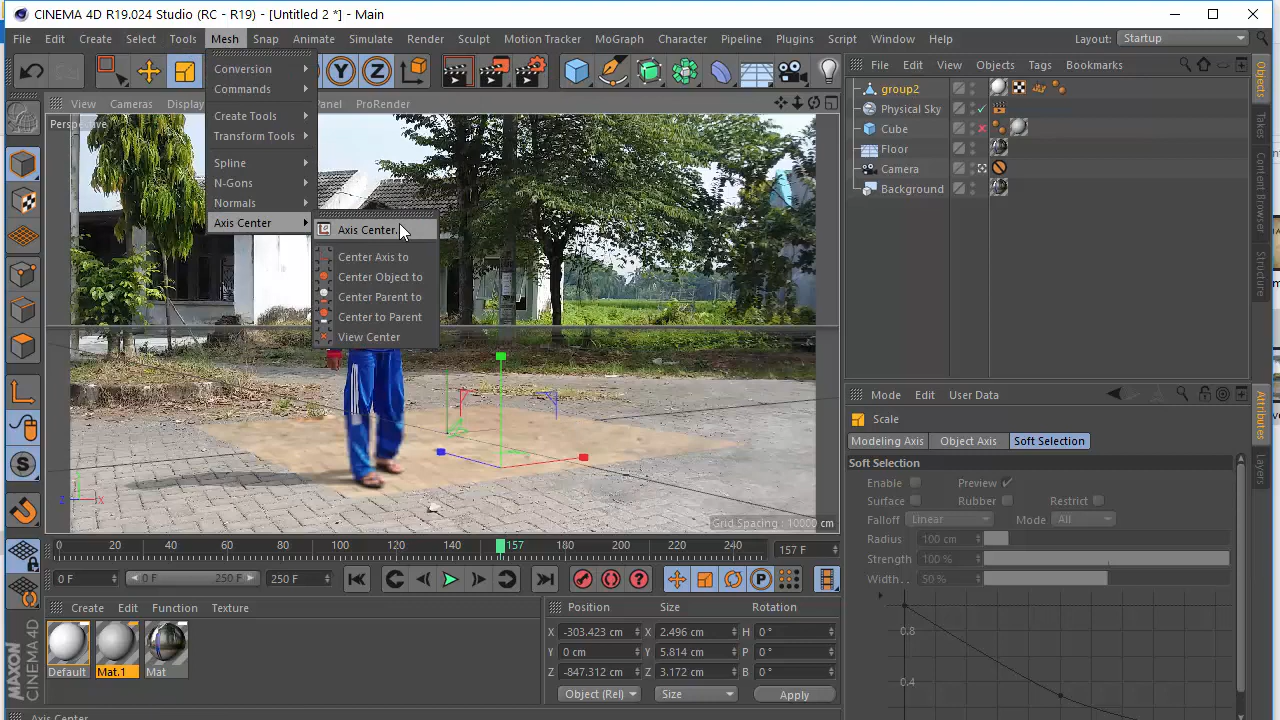 CINEMA 4D R19.024 Studio (RC - R19) - [Untitled 2 *] - Main
File Edit Create Select Tools Mesh Snap Animate Simulate Render Sculpt Motion Tracker MoGraph Character Pipeline Plugins Script Window Help Layout: Startup
Y Z
File Edit View Objects Tags Bookmarks
View Cameras Display Panel ProRender
Perspective
Conversion
Commands
Create Tools
Transform Tools
Spline
N-Gons
Normals
Axis Center
Axis Center...
Center Axis to
Center Object to
Center Parent to
Center to Parent
View Center
group2
Physical Sky
Cube
Floor
Camera
Background
Objects
Takes
Content Browser
Structure
Z X
Grid Spacing : 10000 cm
Mode Edit User Data
Scale
Modeling Axis Object Axis Soft Selection
Soft Selection
Enable Preview
Surface Rubber Restrict
Falloff Linear Mode All
Radius 100 cm
Strength 100 %
Width.. 50 %
0.8
0.4
Attributes
Layers
0 20 40 60 80 100 120 140 157 180 200 220 240 157 F
0 F 0 F 250 F 250 F
P
Create Edit Function Texture
Default Mat.1 Mat
Position Size Rotation
X -303.423 cm X 2.496 cm H 0 °
Y 0 cm Y 5.814 cm P 0 °
Z -847.312 cm Z 3.172 cm B 0 °
Object (Rel) Size Apply
MAXON CINEMA 4D
Axis Center